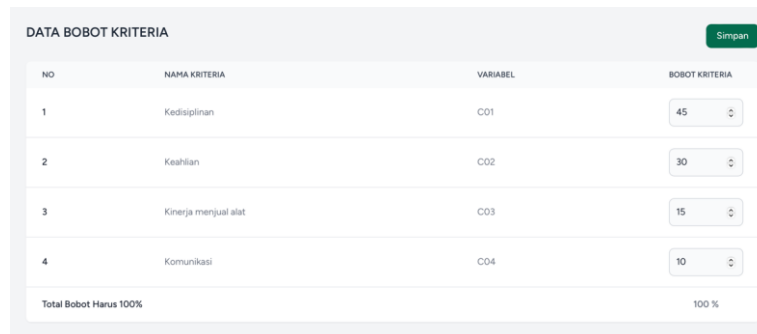 DATA BOBOT KRITERIA
Simpan
NO NAMA KRITERIA VARIABEL BOBOT KRITERIA
1 Kedisiplinan C01 45
2 Keahlian C02 30
3 Kinerja menjual alat C03 15
4 Komunikasi C04 10
Total Bobot Harus 100% 100 %